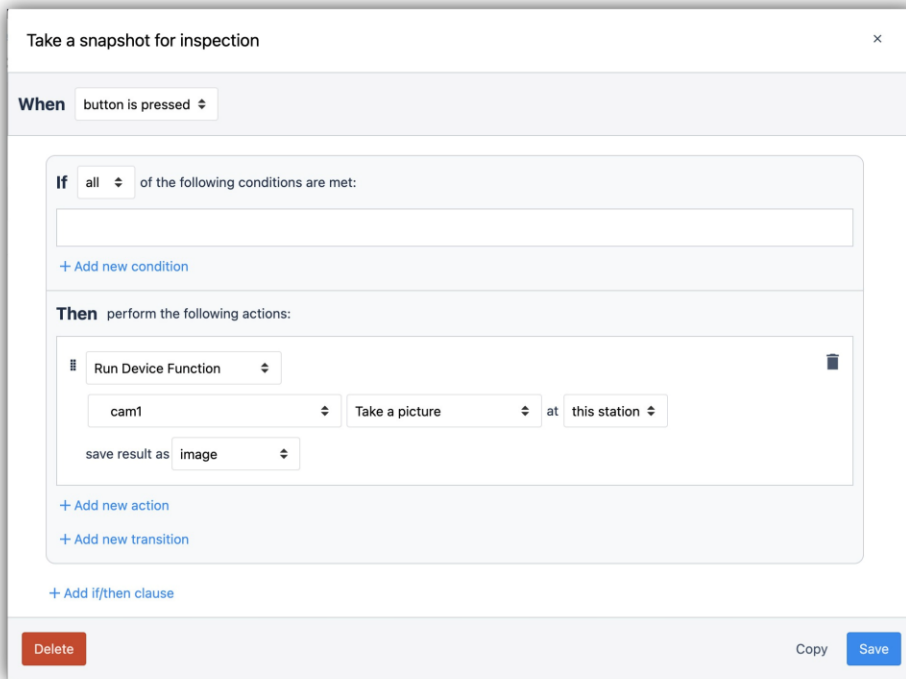 Take a snapshot for inspection ×
When button is pressed
If all of the following conditions are met:
+ Add new condition
Then perform the following actions:
Run Device Function
cam1 Take a picture at this station
save result as image
+ Add new action
+ Add new transition
+ Add if/then clause
Delete Copy Save